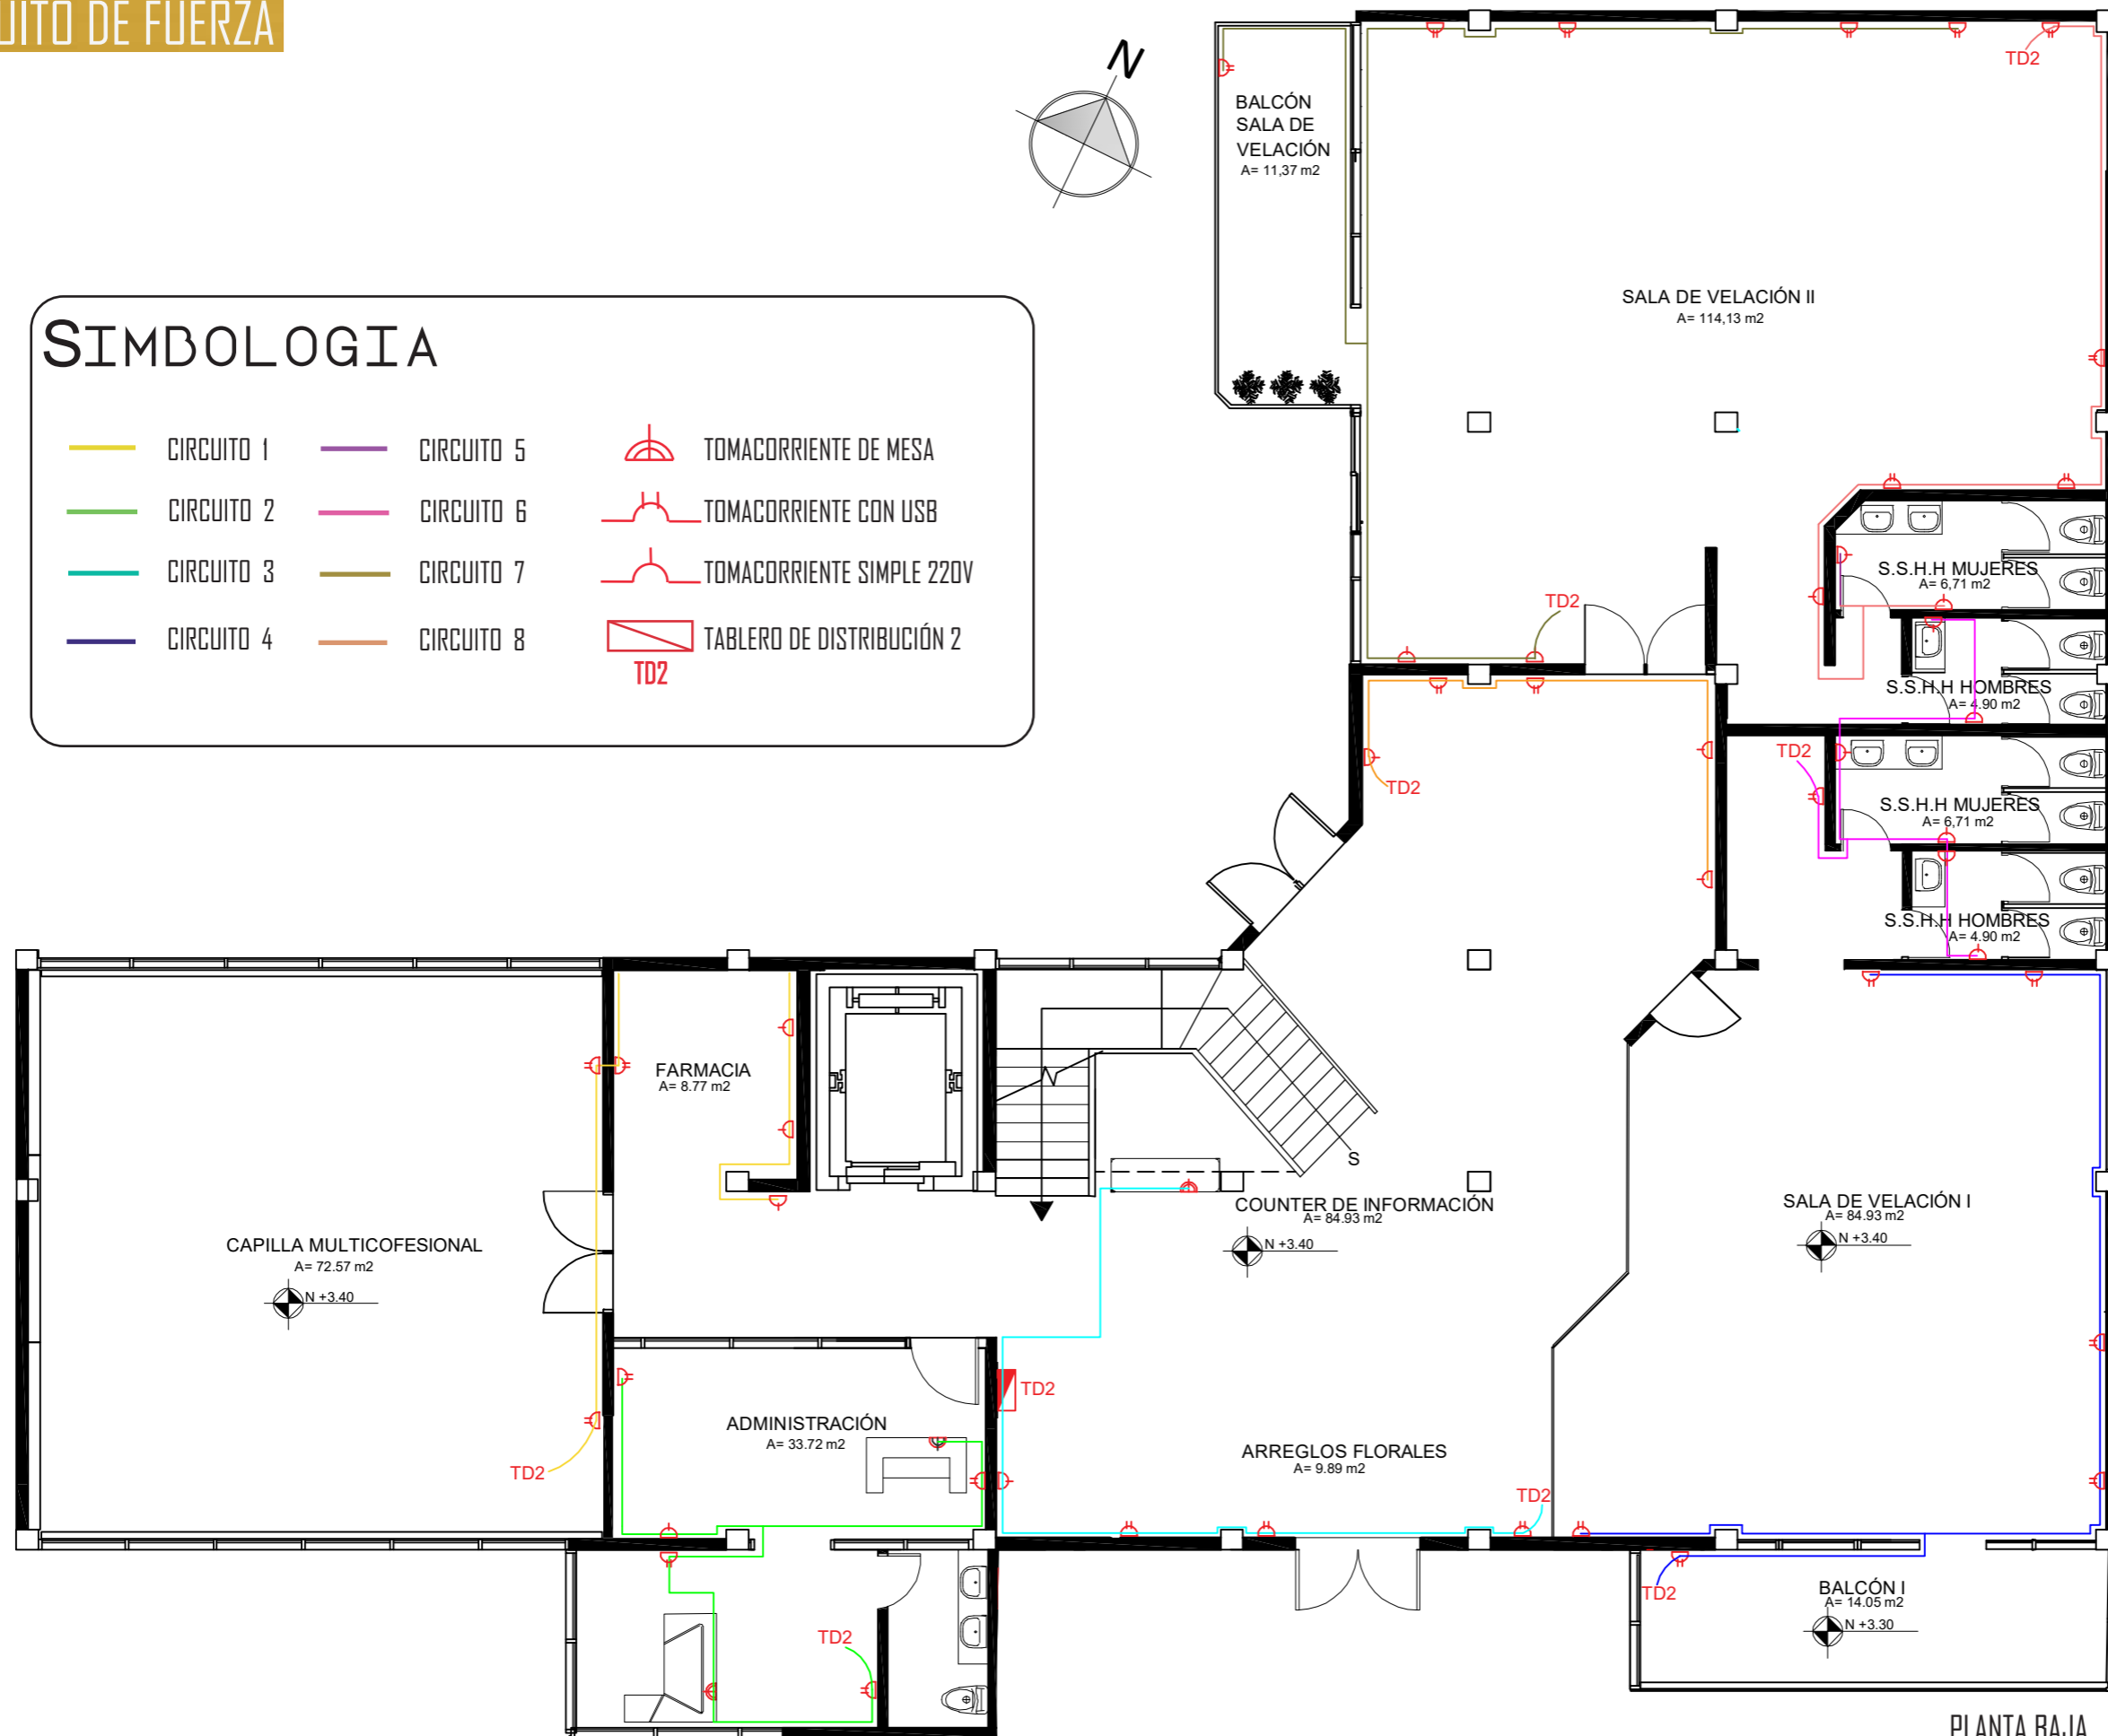 UITO DE FUERZA
N
SIMBOLOGIA
CIRCUITO 1
CIRCUITO 2
CIRCUITO 3
CIRCUITO 4
CIRCUITO 5
CIRCUITO 6
CIRCUITO 7
CIRCUITO 8
TOMACORRIENTE DE MESA
TOMACORRIENTE CON USB
TOMACORRIENTE SIMPLE 220V
TABLERO DE DISTRIBUCIÓN 2
TD2
BALCÓN
SALA DE
VELACIÓN
A= 11,37 m2
TD2
SALA DE VELACIÓN II
A= 114,13 m2
TD2
S.S.H.H MUJERES
A= 6,71 m2
S.S.H.H HOMBRES
A= 4.90 m2
TD2
TD2
S.S.H.H MUJERES
A= 6,71 m2
S.S.H.H HOMBRES
A= 4.90 m2
FARMACIA
A= 8.77 m2
S
COUNTER DE INFORMACIÓN
A= 84.93 m2
N +3.40
SALA DE VELACIÓN I
A= 84.93 m2
N +3.40
CAPILLA MULTICOFESIONAL
A= 72.57 m2
N +3.40
TD2
ADMINISTRACIÓN
A= 33.72 m2
TD2
ARREGLOS FLORALES
A= 9.89 m2
TD2
TD2
TD2
BALCÓN I
A= 14.05 m2
N +3.30
PLANTA BAJA